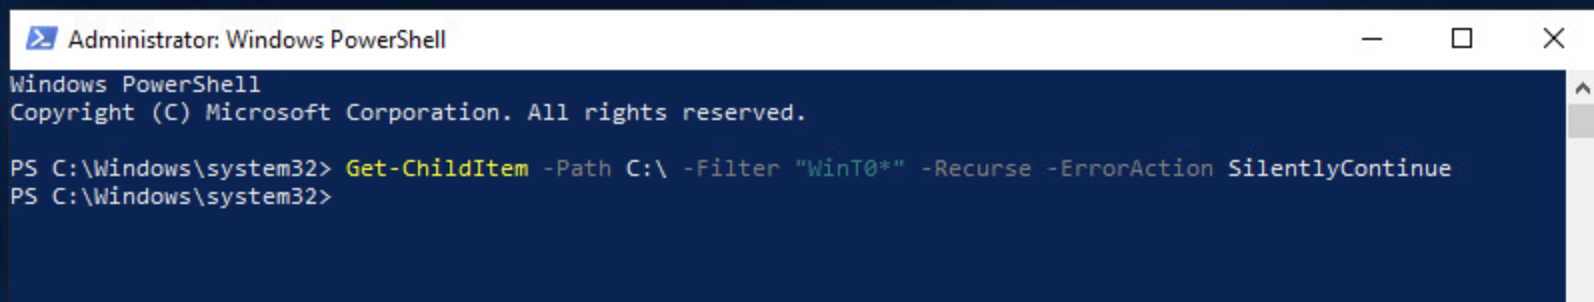 Administrator: Windows PowerShell
Windows PowerShell
Copyright (C) Microsoft Corporation. All rights reserved.
PS C:\Windows\system32> Get-ChildItem -Path C:\ -Filter "WinT0*" -Recurse -ErrorAction SilentlyContinue
PS C:\Windows\system32>